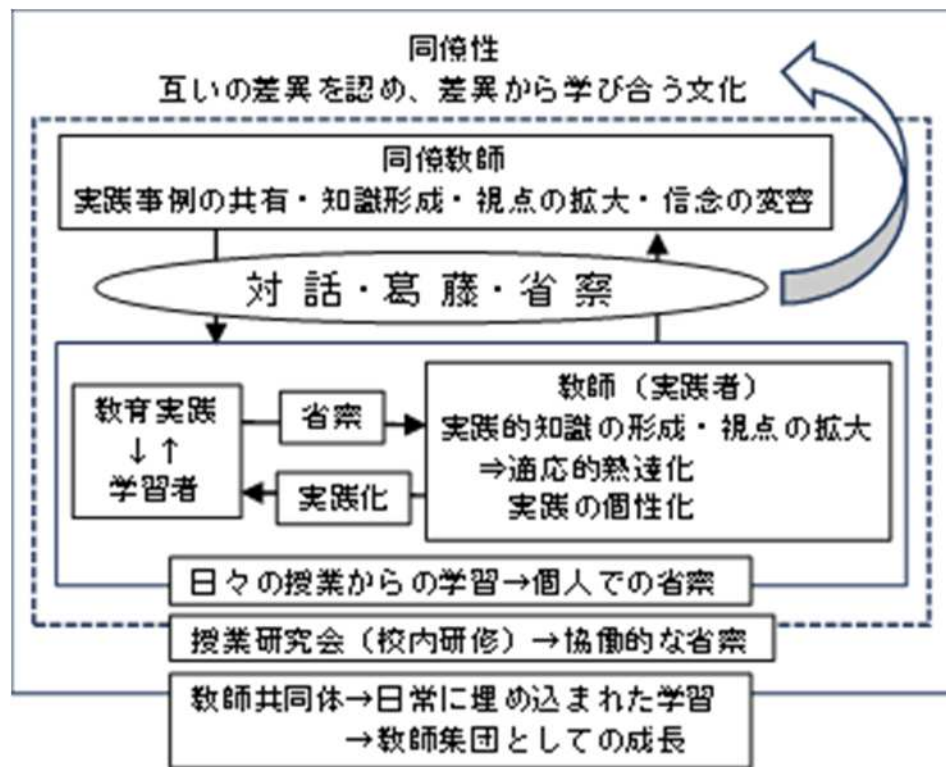 同僚性
互いの差異を認め、差異から学び合う文化
同僚教師
実践事例の共有・知識形成・視点の拡大・信念の変容
対話・葛藤・省察
教育実践
↓↑
学習者
省察
実践化
教師（実践者）
実践的知識の形成・視点の拡大
⇒適応的熟達化
実践の個性化
日々の授業からの学習→個人での省察
授業研究会（校内研修）→協働的な省察
教師共同体→日常に埋め込まれた学習
→教師集団としての成長